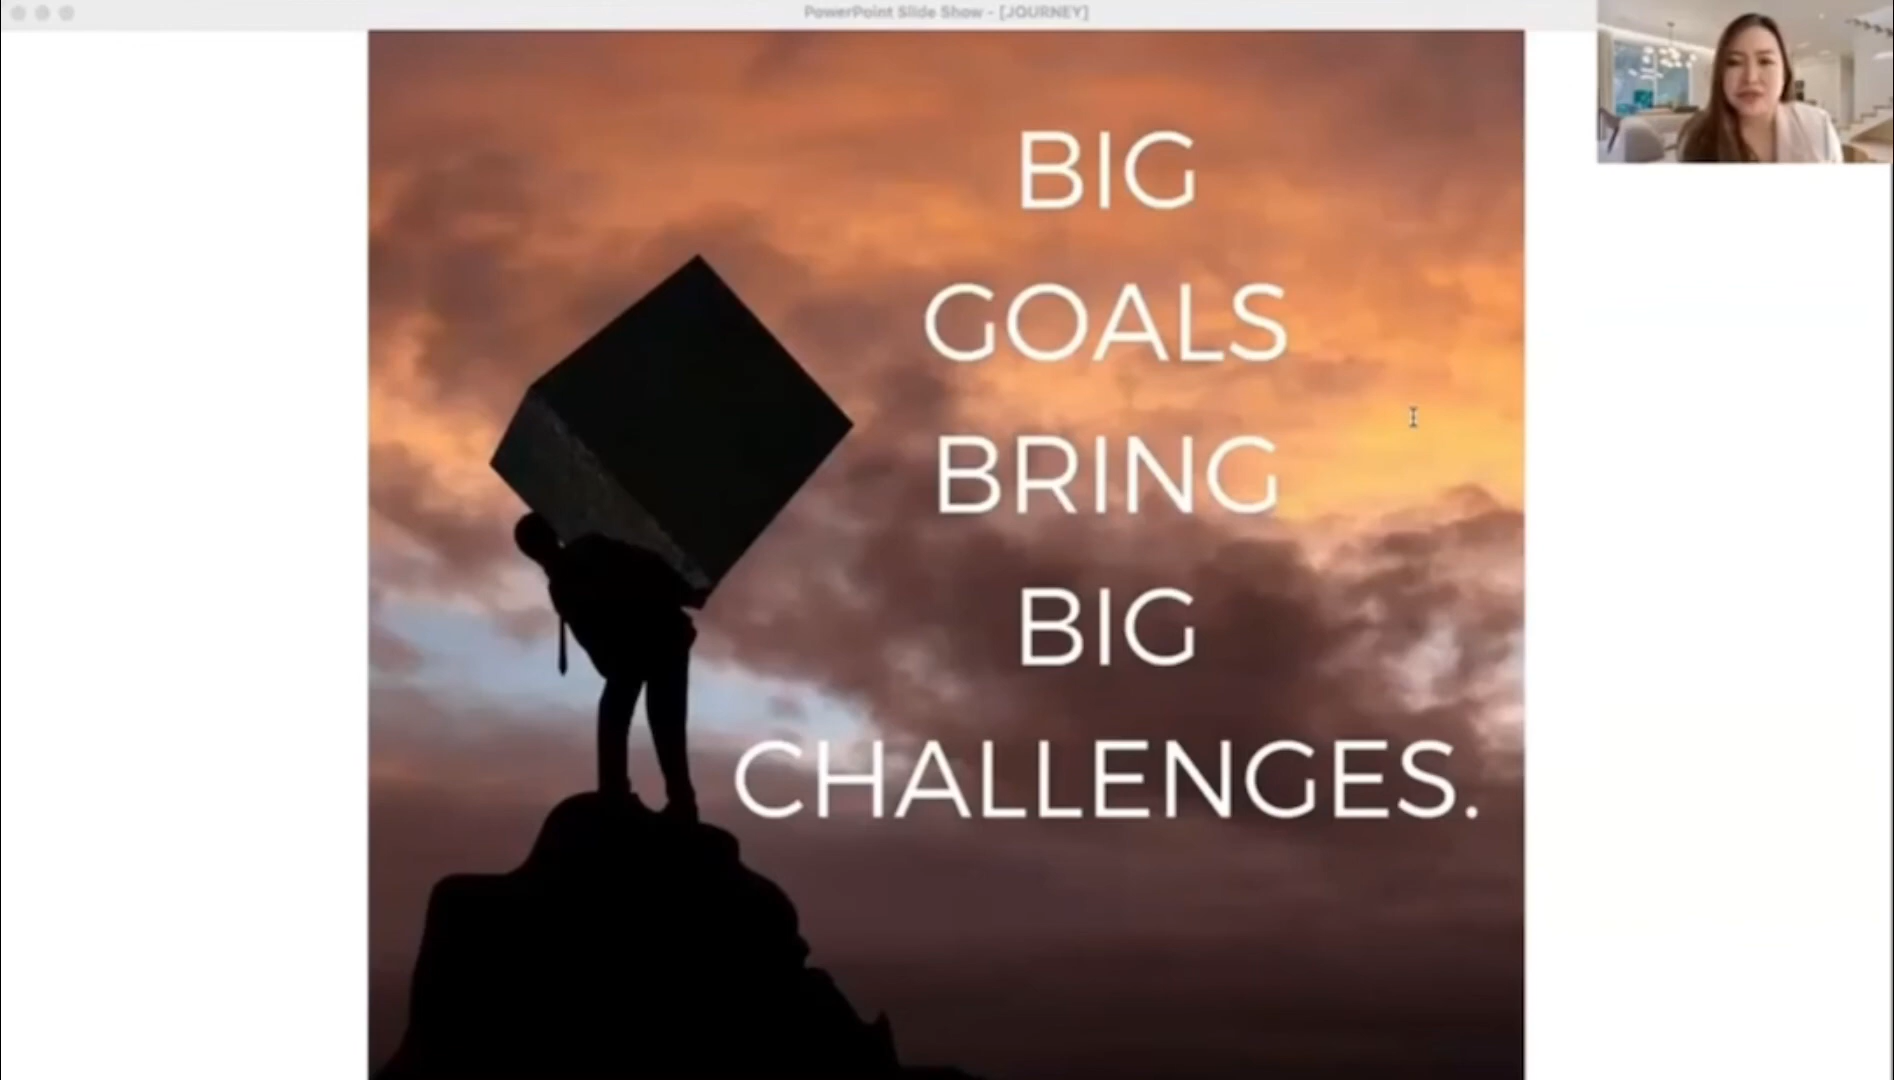 PowerPoint Slide Show - [JOURNEY]
BIG
GOALS
BRING
BIG
CHALLENGES.